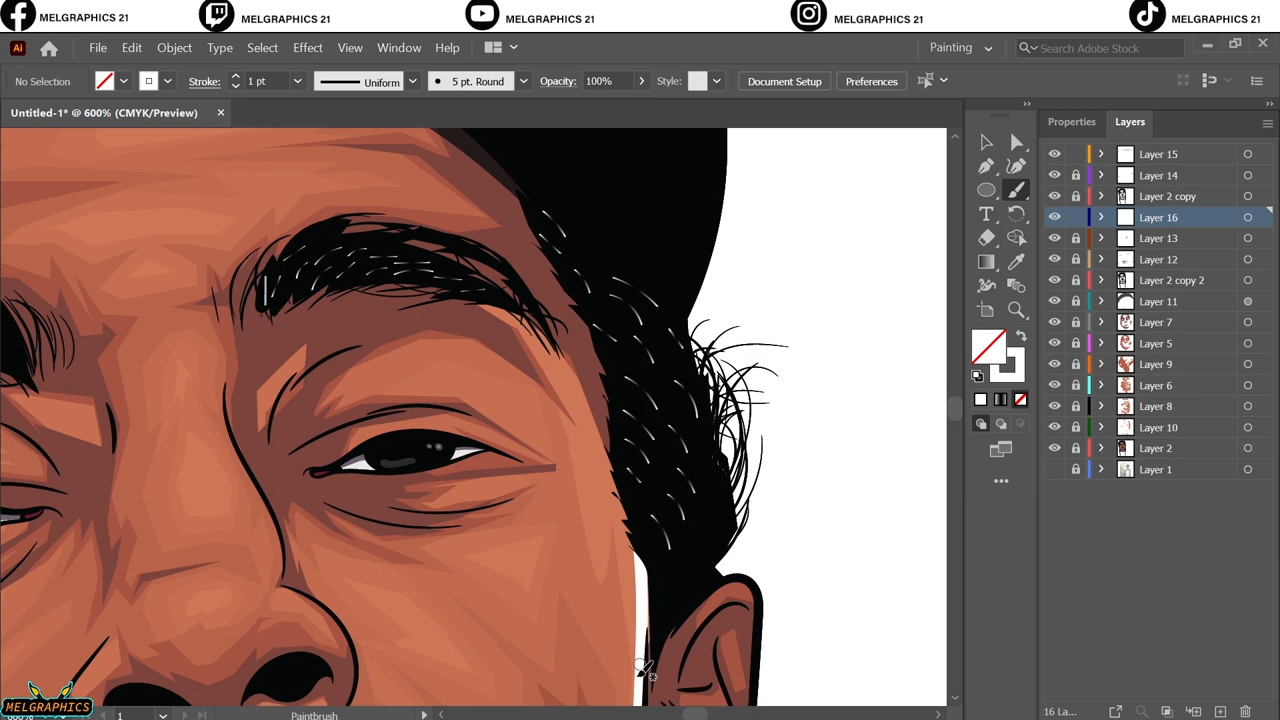 MELGRAPHICS 21 MELGRAPHICS 21 MELGRAPHICS 21 MELGRAPHICS 21 MELGRAPHICS 21
Ai File Edit Object Type Select Effect View Window Help Painting Search Adobe Stock
No Selection Stroke: 1 pt Uniform 5 pt. Round Opacity: 100% Style: Document Setup Preferences
Untitled-1* @ 600% (CMYK/Preview)
Properties Layers
Layer 15
Layer 14
Layer 2 copy
Layer 16
Layer 13
Layer 12
Layer 2 copy 2
Layer 11
Layer 7
Layer 5
Layer 9
Layer 6
Layer 8
Layer 10
Layer 2
Layer 1
MELGRAPHICS
1 Paintbrush 16 La...